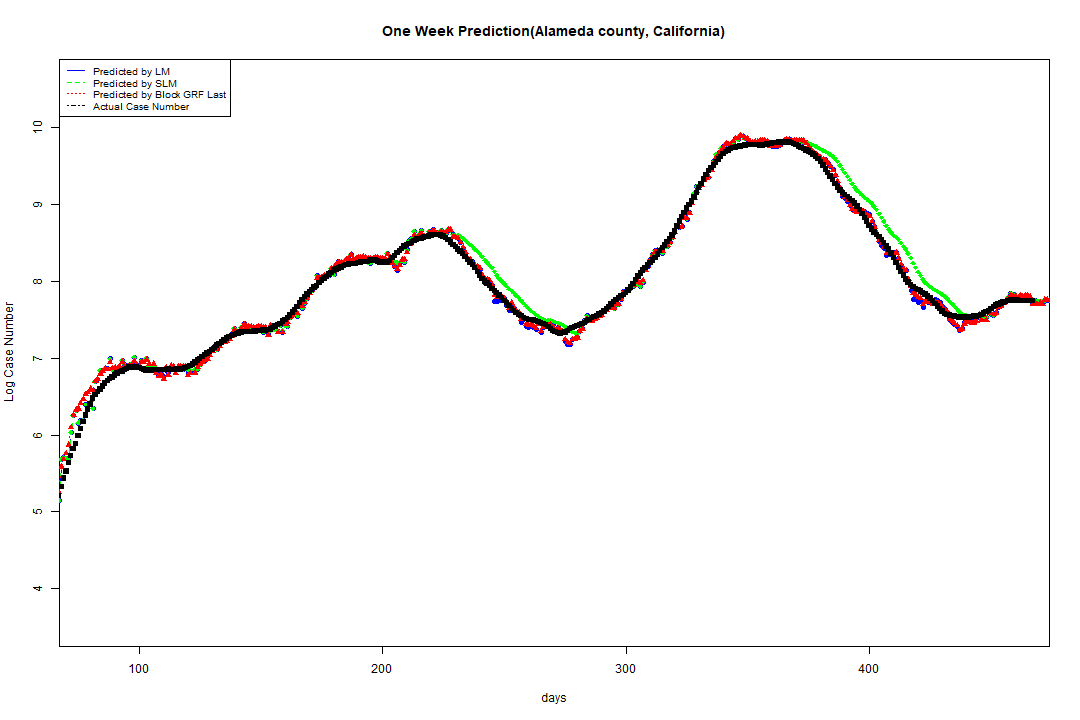 One Week Prediction(Alameda county, California)
Predicted by LM
Predicted by SLM
Predicted by Block GRF Last
Actual Case Number
10
9
8
7
6
5
4
Log Case Number
100 200 300 400
days